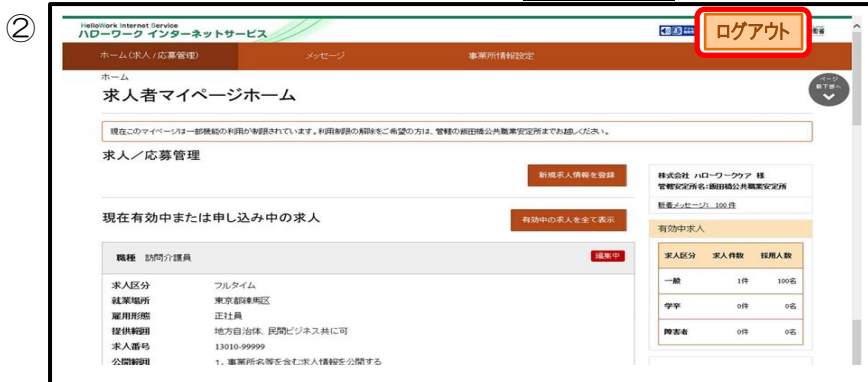 ②
HelloWork Internet Service
ハローワーク インターネットサービス
ログアウト
ホーム(求人/応募管理)
メッセージ
事業所情報設定
ホーム
求人者マイページホーム
ページ
最下部へ
現在このマイページは一部機能の利用が制限されています。利用制限の解除をご希望の方は、管轄の飯田橋公共職業安定所までお越しください。
求人/応募管理
新規求人情報を登録
株式会社 ハローワークケア 様
管轄安定所名:飯田橋公共職業安定所
新着メッセージ: 100 件
現在有効中または申し込み中の求人
有効中の求人を全て表示
有効中求人
職種 訪問介護員
編集中
求人区分 求人件数 採用人数
一般 1件 100名
学卒 0件 0名
障害者 0件 0名
求人区分 フルタイム
就業場所 東京都練馬区
雇用形態 正社員
提供範囲 地方自治体、民間ビジネス共に可
求人番号 13010-99999
公開範囲 1.事業所名等を含む求人情報を公開する